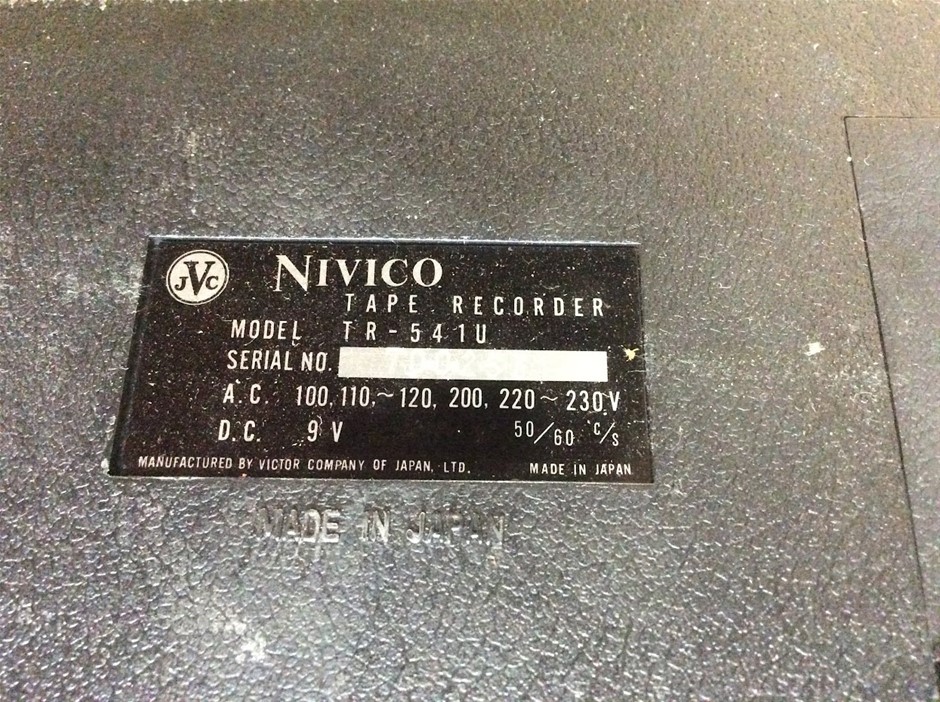 JVC NIVICO
TAPE RECORDER
MODEL TR-541U
SERIAL NO.
A.C. 100, 110,~120, 200, 220~230V
D.C. 9V 50/60 c/s
MANUFACTURED BY VICTOR COMPANY OF JAPAN, LTD. MADE IN JAPAN
MADE IN JAPAN